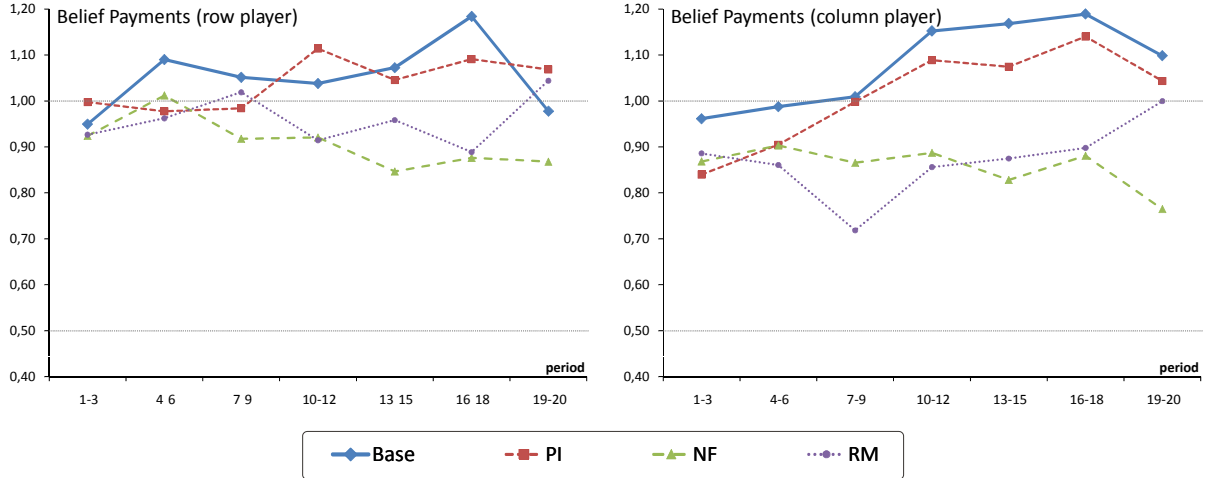 Belief Payments (row player)
1,20
1,10
1,00
0,90
0,80
0,70
0,60
0,50
0,40
period
1-3 4 6 7 9 10-12 13 15 16 18 19-20
Belief Payments (column player)
1,20
1,10
1,00
0,90
0,80
0,70
0,60
0,50
0,40
period
1-3 4-6 7-9 10-12 13-15 16-18 19-20
Base PI NF RM